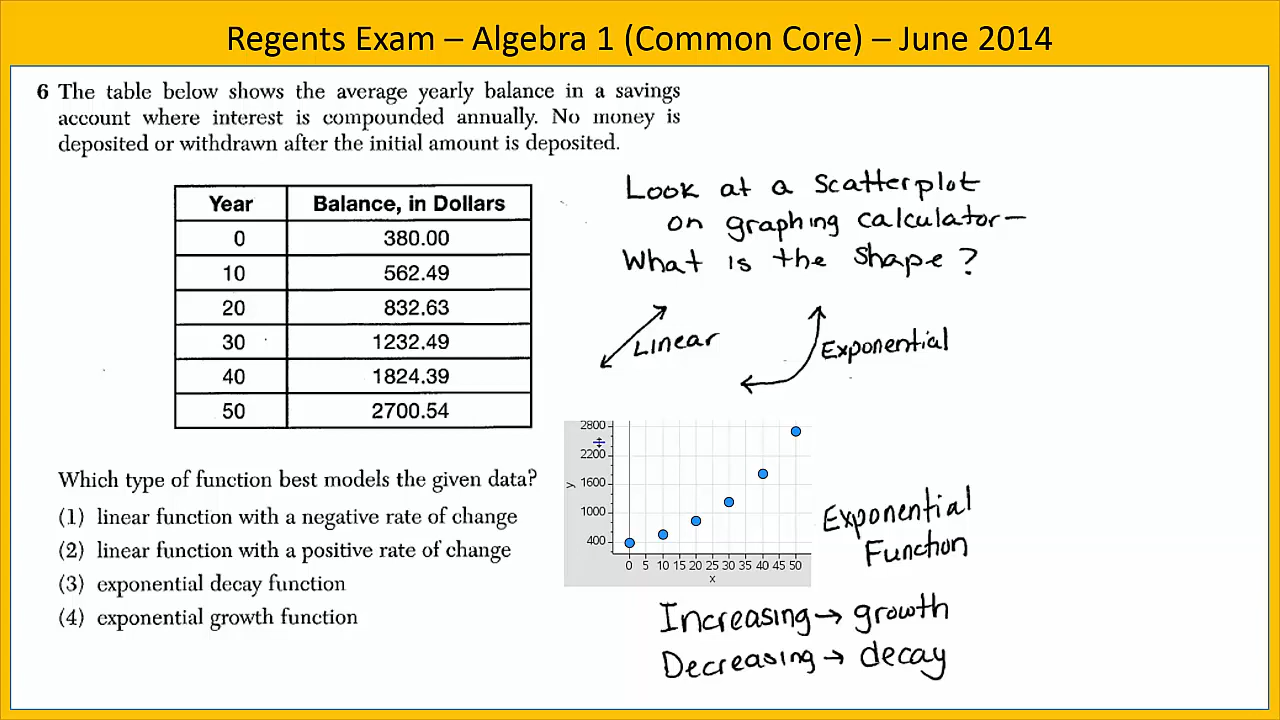 Regents Exam – Algebra 1 (Common Core) – June 2014
6 The table below shows the average yearly balance in a savings
account where interest is compounded annually. No money is
deposited or withdrawn after the initial amount is deposited.
Year Balance, in Dollars
0 380.00
10 562.49
20 832.63
30 1232.49
40 1824.39
50 2700.54
Which type of function best models the given data?
(1) linear function with a negative rate of change
(2) linear function with a positive rate of change
(3) exponential decay function
(4) exponential growth function
Look at a scatterplot
on graphing calculator—
What is the shape?
Linear
Exponential
2800
2200
1600
1000
400
y
0 5 10 15 20 25 30 35 40 45 50
x
Exponential
Function
Increasing → growth
Decreasing → decay